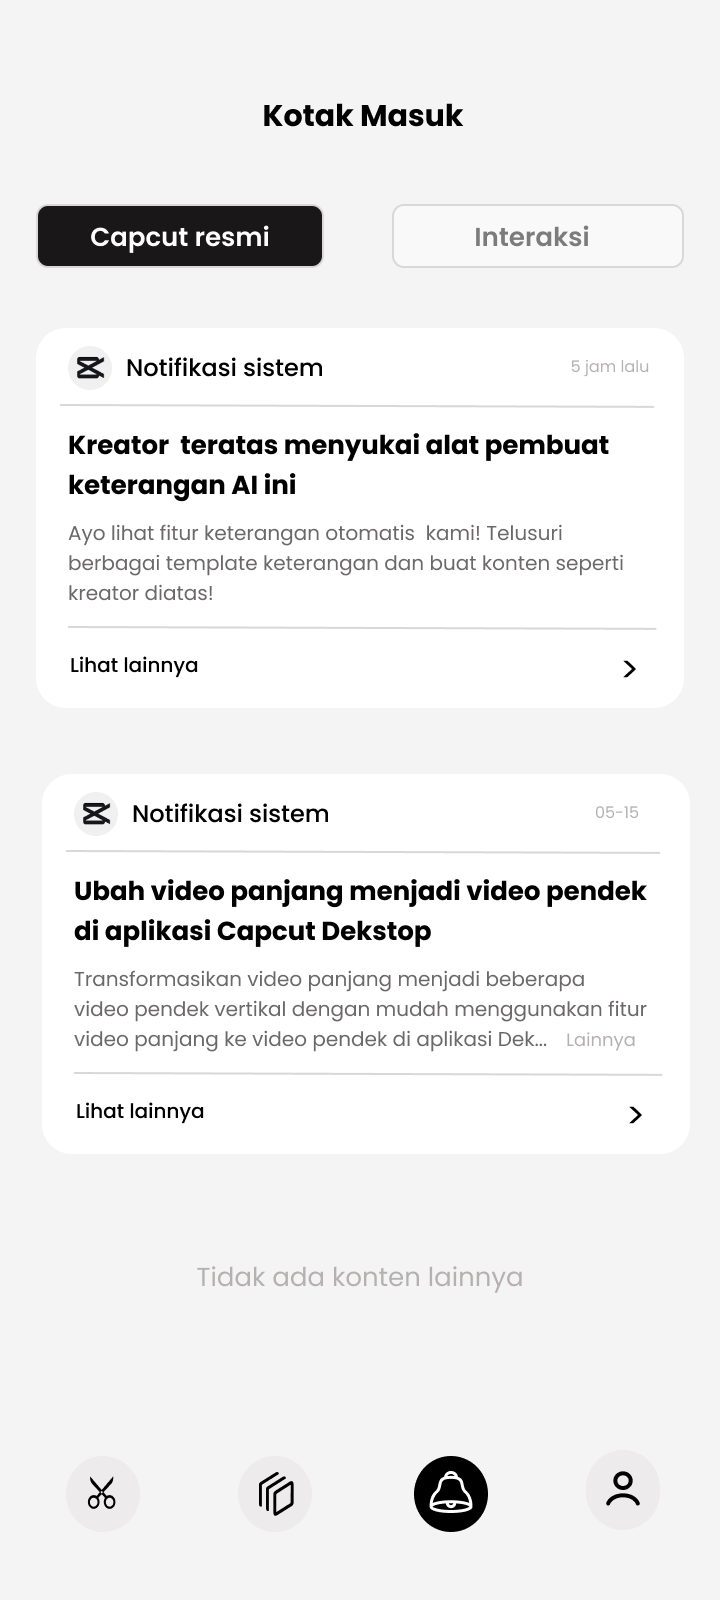 Kotak Masuk
Capcut resmi
Interaksi
Notifikasi sistem
5 jam lalu
Kreator  teratas menyukai alat pembuat
keterangan AI ini
Ayo lihat fitur keterangan otomatis  kami! Telusuri
berbagai template keterangan dan buat konten seperti
kreator diatas!
Lihat lainnya
Notifikasi sistem
05-15
Ubah video panjang menjadi video pendek
di aplikasi Capcut Dekstop
Transformasikan video panjang menjadi beberapa
video pendek vertikal dengan mudah menggunakan fitur
video panjang ke video pendek di aplikasi Dek... Lainnya
Lihat lainnya
Tidak ada konten lainnya